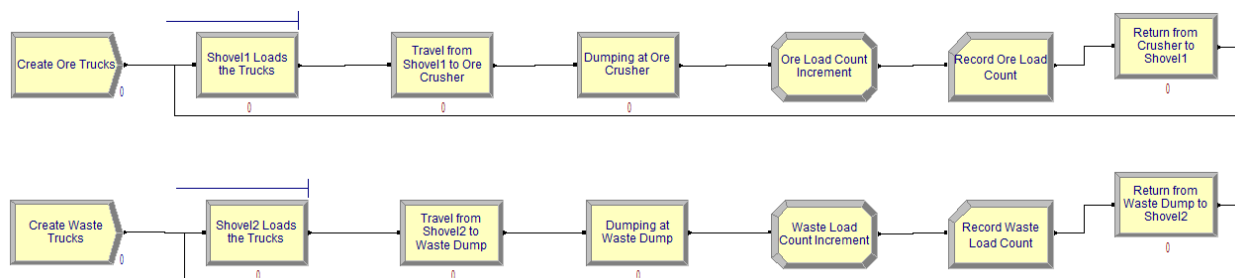 Create Ore Trucks
0
Shovel1 Loads
the Trucks
0
Travel from
Shovel1 to Ore
Crusher
0
Dumping at Ore
Crusher
0
Ore Load Count
Increment
Record Ore Load
Count
Return from
Crusher to
Shovel1
0
Create Waste
Trucks
0
Shovel2 Loads
the Trucks
0
Travel from
Shovel2 to
Waste Dump
0
Dumping at
Waste Dump
0
Waste Load
Count Increment
Record Waste
Load Count
Return from
Waste Dump to
Shovel2
0